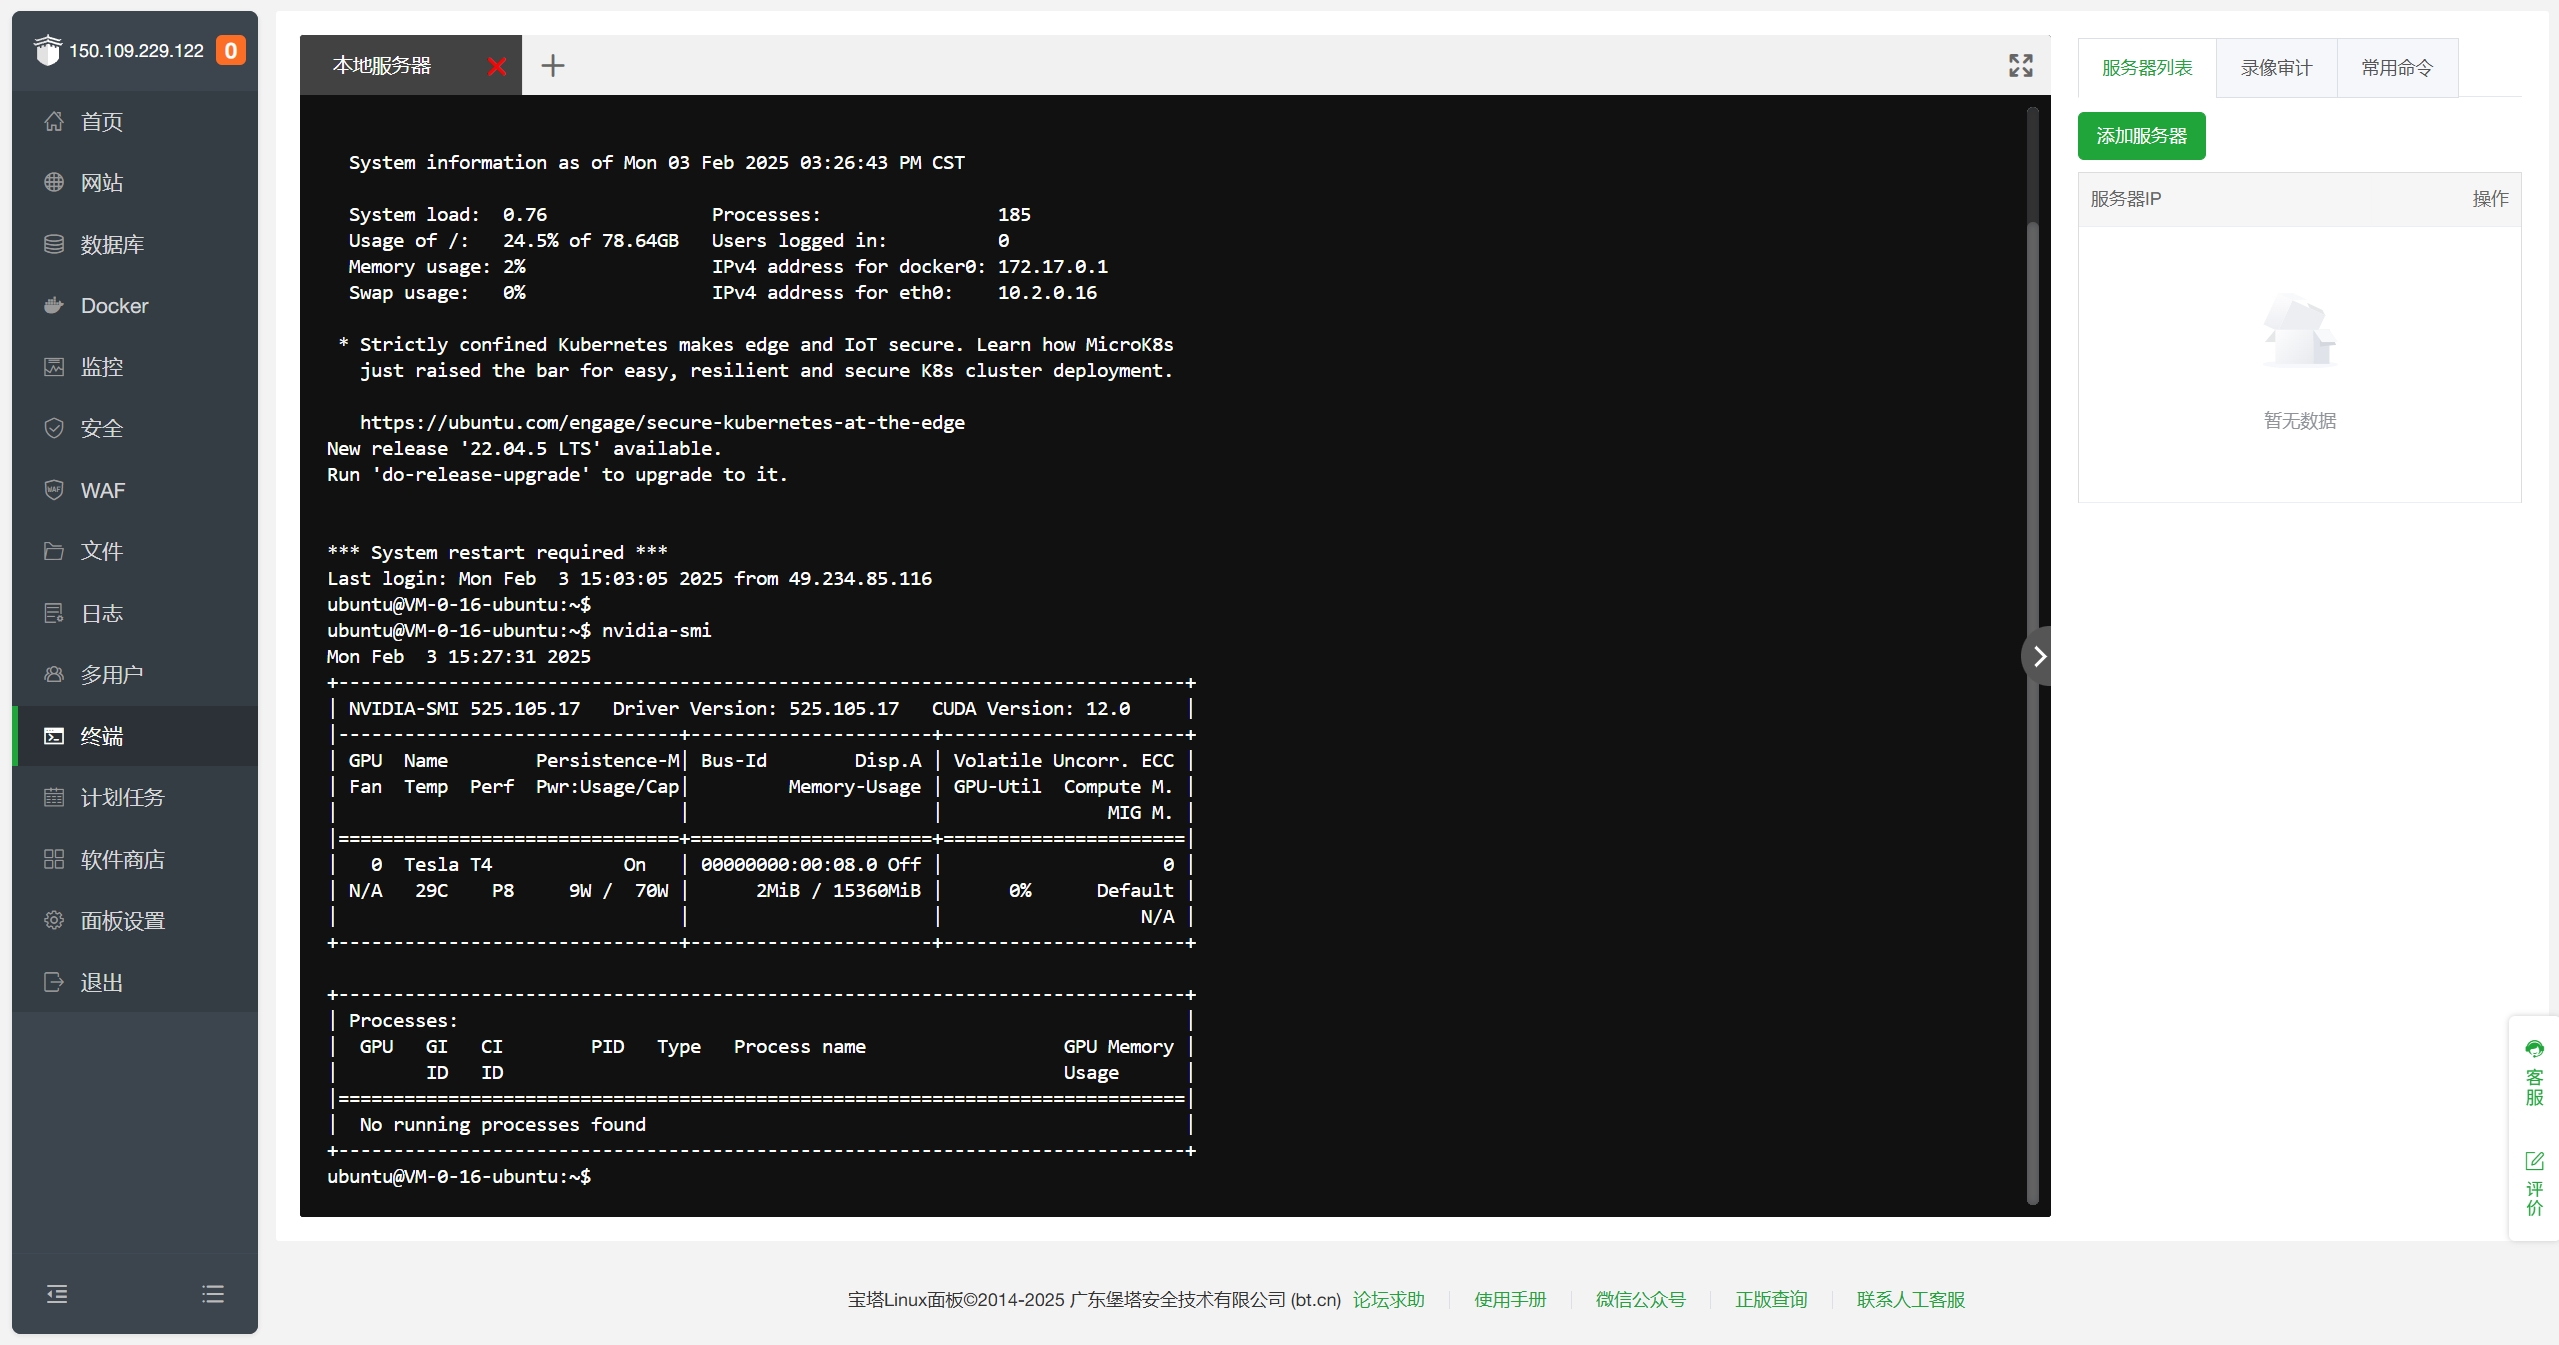 150.109.229.122 0
首页
网站
数据库
Docker
监控
安全
WAF
文件
日志
多用户
终端
计划任务
软件商店
面板设置
退出
本地服务器
System information as of Mon 03 Feb 2025 03:26:43 PM CST
System load:  0.76               Processes:                185
Usage of /:   24.5% of 78.64GB   Users logged in:          0
Memory usage: 2%                 IPv4 address for docker0: 172.17.0.1
Swap usage:   0%                 IPv4 address for eth0:    10.2.0.16
* Strictly confined Kubernetes makes edge and IoT secure. Learn how MicroK8s
just raised the bar for easy, resilient and secure K8s cluster deployment.
https://ubuntu.com/engage/secure-kubernetes-at-the-edge
New release '22.04.5 LTS' available.
Run 'do-release-upgrade' to upgrade to it.
*** System restart required ***
Last login: Mon Feb  3 15:03:05 2025 from 49.234.85.116
ubuntu@VM-0-16-ubuntu:~$
ubuntu@VM-0-16-ubuntu:~$ nvidia-smi
Mon Feb  3 15:27:31 2025
+-----------------------------------------------------------------------------+
| NVIDIA-SMI 525.105.17   Driver Version: 525.105.17   CUDA Version: 12.0     |
|-------------------------------+----------------------+----------------------+
| GPU  Name        Persistence-M| Bus-Id        Disp.A | Volatile Uncorr. ECC |
| Fan  Temp  Perf  Pwr:Usage/Cap|         Memory-Usage | GPU-Util  Compute M. |
|                               |                      |               MIG M. |
|===============================+======================+======================|
|   0  Tesla T4            On   | 00000000:00:08.0 Off |                    0 |
| N/A   29C    P8     9W /  70W |      2MiB / 15360MiB |      0%      Default |
|                               |                      |                  N/A |
+-------------------------------+----------------------+----------------------+
+-----------------------------------------------------------------------------+
| Processes:                                                                  |
|  GPU   GI   CI        PID   Type   Process name                  GPU Memory |
|        ID   ID                                                   Usage      |
|=============================================================================|
|  No running processes found                                                 |
+-----------------------------------------------------------------------------+
ubuntu@VM-0-16-ubuntu:~$
服务器列表 录像审计 常用命令
添加服务器
服务器IP 操作
暂无数据
客服
评价
宝塔Linux面板©2014-2025 广东堡塔安全技术有限公司 (bt.cn) 论坛求助 使用手册 微信公众号 正版查询 联系人工客服